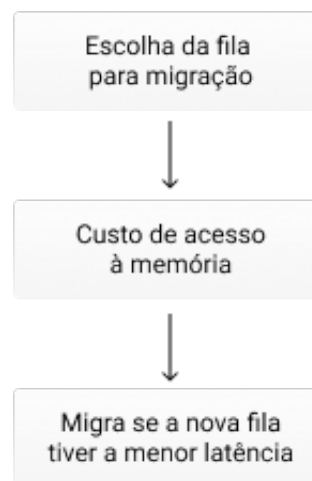 Escolha da fila
para migração
Custo de acesso
à memória
Migra se a nova fila
tiver a menor latência